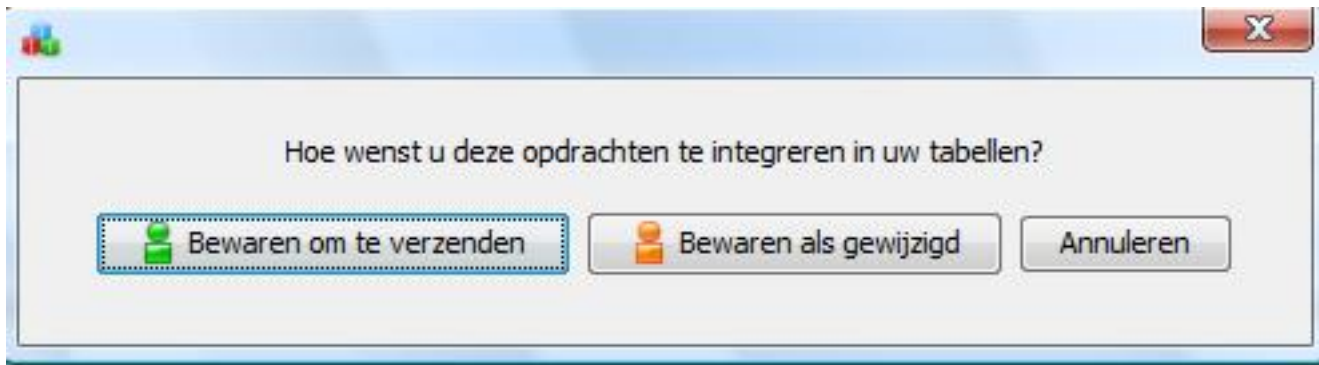 Hoe wenst u deze opdrachten te integreren in uw tabellen?
Bewaren om te verzenden Bewaren als gewijzigd Annuleren